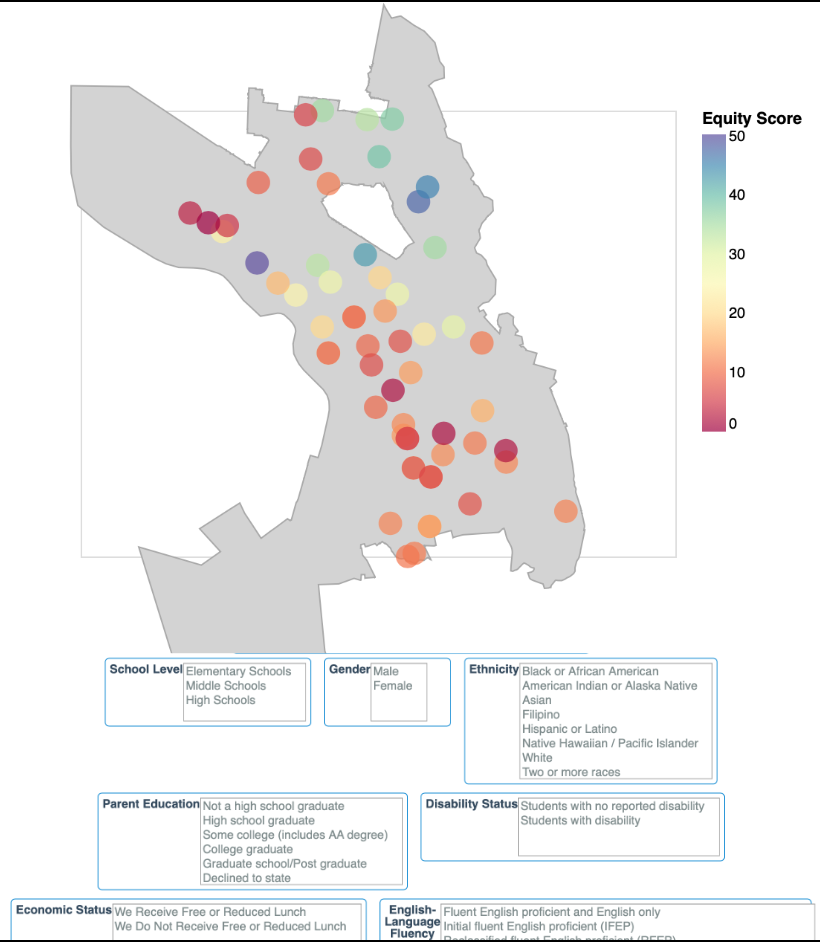 Equity Score
50
40
30
20
10
0
School Level
Elementary Schools
Middle Schools
High Schools
Gender
Male
Female
Ethnicity
Black or African American
American Indian or Alaska Native
Asian
Filipino
Hispanic or Latino
Native Hawaiian / Pacific Islander
White
Two or more races
Parent Education
Not a high school graduate
High school graduate
Some college (includes AA degree)
College graduate
Graduate school/Post graduate
Declined to state
Disability Status
Students with no reported disability
Students with disability
Economic Status
We Receive Free or Reduced Lunch
We Do Not Receive Free or Reduced Lunch
English-
Language
Fluency
Fluent English proficient and English only
Initial fluent English proficient (IFEP)
Reclassified fluent English proficient (RFEP)